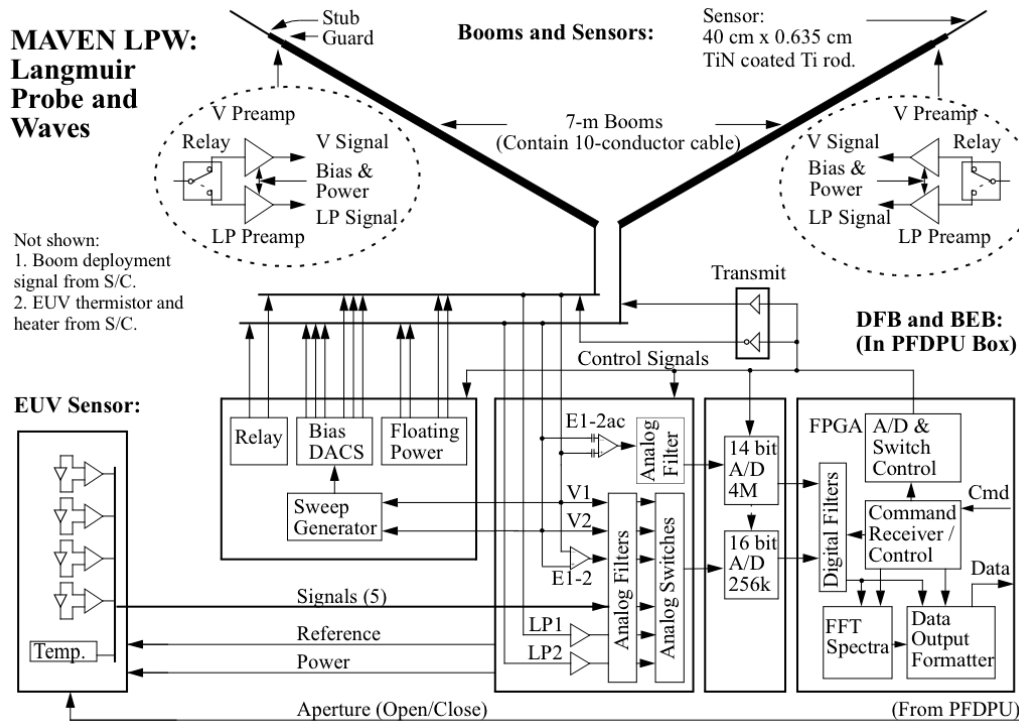 MAVEN LPW:
Langmuir
Probe and
Waves
Stub
Guard
Booms and Sensors:
Sensor:
40 cm x 0.635 cm
TiN coated Ti rod.
V Preamp
Relay
V Signal
Bias &
Power
LP Signal
LP Preamp
7-m Booms
(Contain 10-conductor cable)
V Preamp
V Signal
Relay
Bias &
Power
LP Signal
LP Preamp
Not shown:
1. Boom deployment
signal from S/C.
2. EUV thermistor and
heater from S/C.
Transmit
DFB and BEB:
(In PFDPU Box)
Control Signals
EUV Sensor:
Relay
Bias
DACS
Floating
Power
Sweep
Generator
E1-2ac
Analog
Filter
V1
V2
E1-2
LP1
LP2
Analog Filters
Analog Switches
14 bit
A/D
4M
16 bit
A/D
256k
FPGA
A/D &
Switch
Control
Digital Filters
Command
Receiver /
Control
Cmd
Data
FFT
Spectra
Data
Output
Formatter
Temp.
Signals (5)
Reference
Power
Aperture (Open/Close)
(From PFDPU)